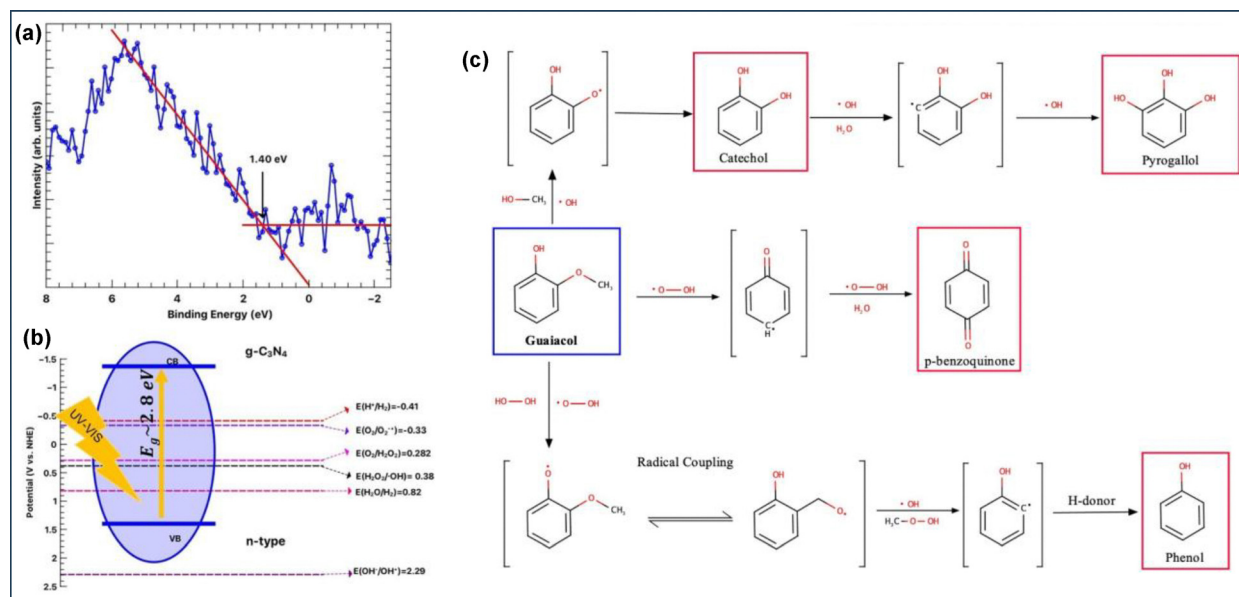 (a)
Intensity (arb. units)
1.40 eV
8 6 4 2 0 −2
Binding Energy (eV)
(b)
g-C₃N₄
Potential (V vs. NHE)
−1.5
−1
−0.5
0
0.5
1
1.5
2
2.5
CB
UV-VIS
E_g~2.8 eV
VB
n-type
E(H⁺/H₂)=−0.41
E(O₂/O₂⁻•)=−0.33
E(O₂/H₂O₂)=0.282
E(H₂O₂/·OH)= 0.38
E(H₂O/H₂)=0.82
E(OH⁻/OH•)=2.29
(c)
OH
O•
OH
OH
Catechol
• OH
H₂O
OH
OH
•C
• OH
OH
HO OH
Pyrogallol
HO—CH₃ • OH
OH
O
CH₃
Guaiacol
• O—OH
O
C
H•
• O—OH
H₂O
O
O
p-benzoquinone
HO—OH • O—OH
O•
O
CH₃
Radical Coupling
OH
O•
• OH
H₃C—O—OH
OH
C•
H-donor
OH
Phenol